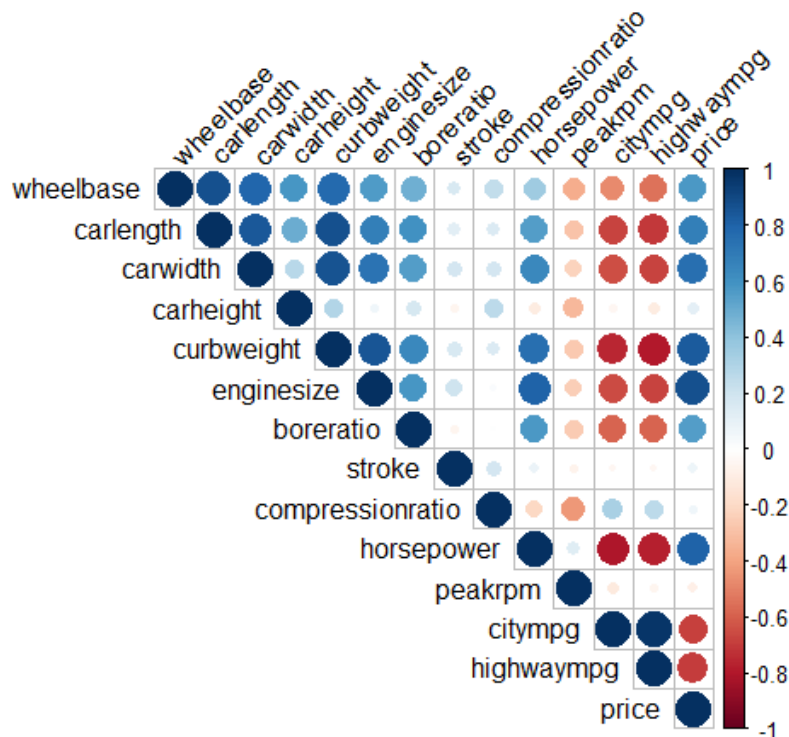 wheelbase
carlength
carwidth
carheight
curbweight
enginesize
boreratio
stroke
compressionratio
horsepower
peakrpm
citympg
highwaympg
price
wheelbase
carlength
carwidth
carheight
curbweight
enginesize
boreratio
stroke
compressionratio
horsepower
peakrpm
citympg
highwaympg
price
1
0.8
0.6
0.4
0.2
0
-0.2
-0.4
-0.6
-0.8
-1